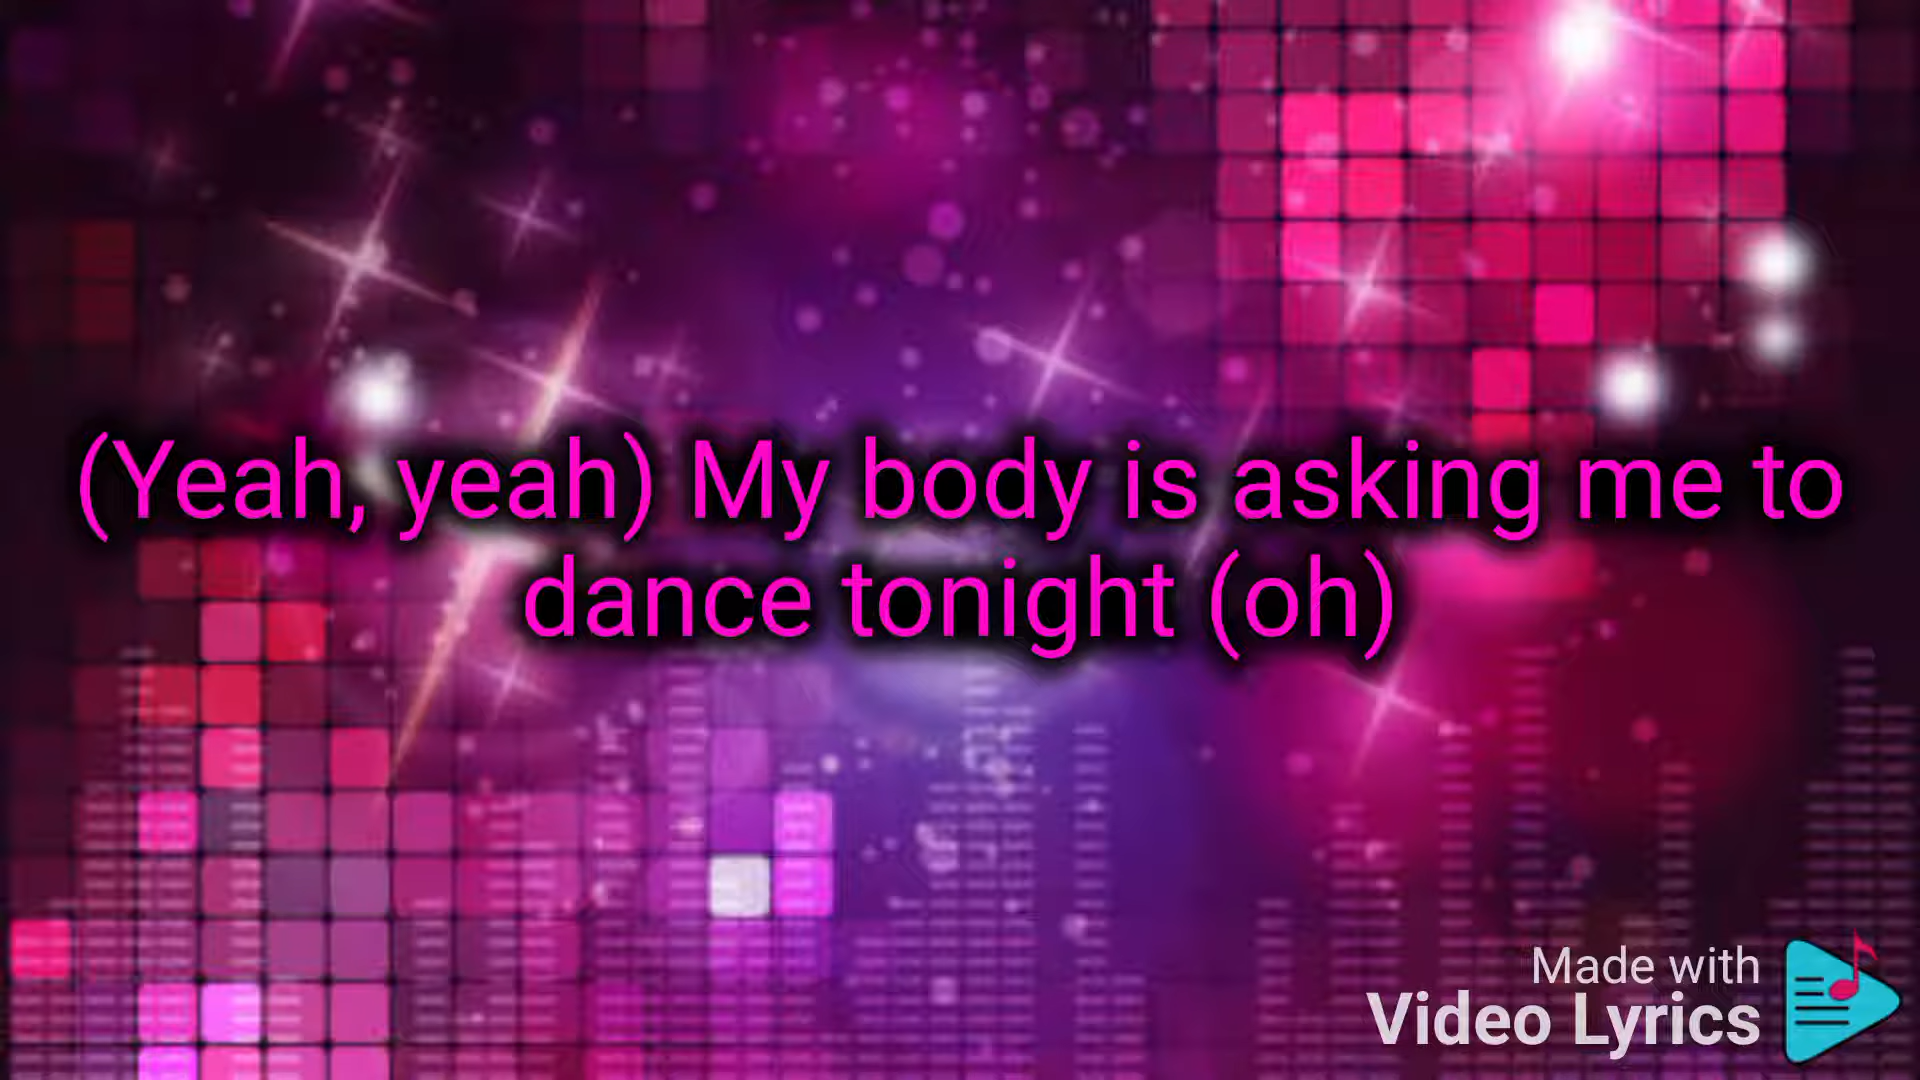 (Yeah, yeah) My body is asking me to
dance tonight (oh)
Made with
Video Lyrics